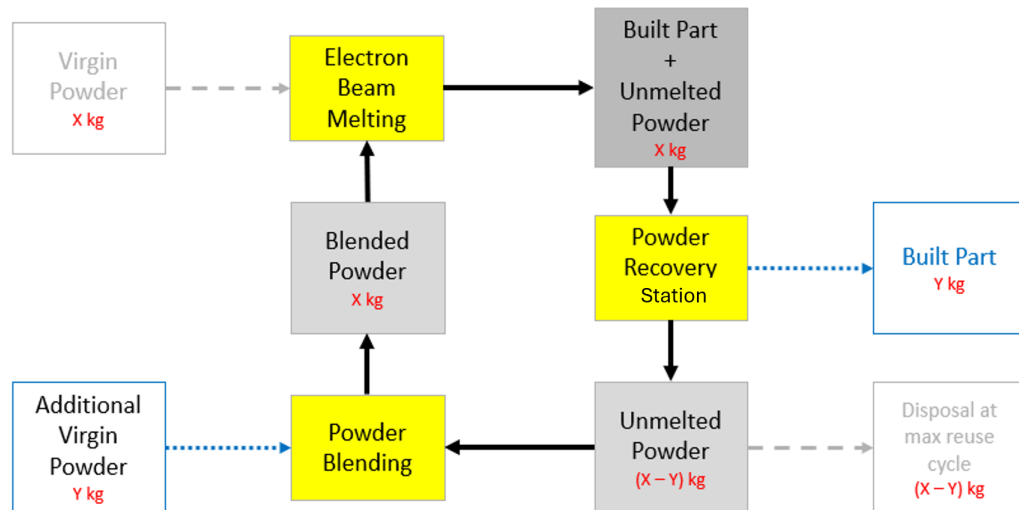 Virgin
Powder
X kg
Electron
Beam
Melting
Built Part
+
Unmelted
Powder
X kg
Blended
Powder
X kg
Powder
Recovery
Station
Built Part
Y kg
Additional
Virgin
Powder
Y kg
Powder
Blending
Unmelted
Powder
(X – Y) kg
Disposal at
max reuse
cycle
(X – Y) kg